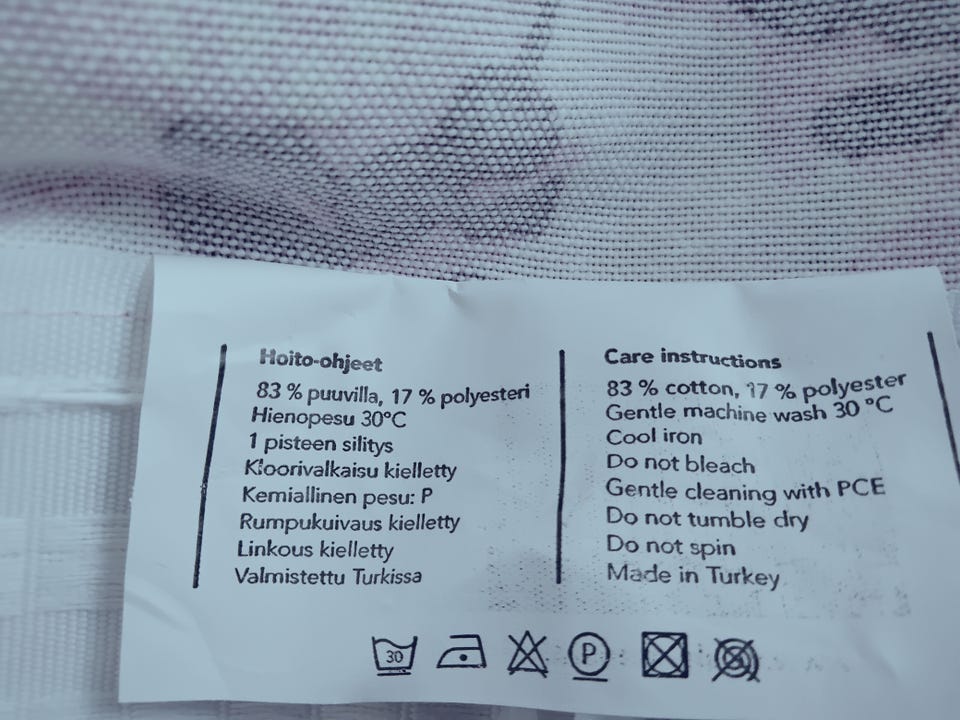 Hoito-ohjeet
83 % puuvilla, 17 % polyesteri
Hienopesu 30°C
1 pisteen silitys
Kloorivalkaisu kielletty
Kemiallinen pesu: P
Rumpukuivaus kielletty
Linkous kielletty
Valmistettu Turkissa
Care instructions
83 % cotton, 17 % polyester
Gentle machine wash 30 °C
Cool iron
Do not bleach
Gentle cleaning with PCE
Do not tumble dry
Do not spin
Made in Turkey
30 P